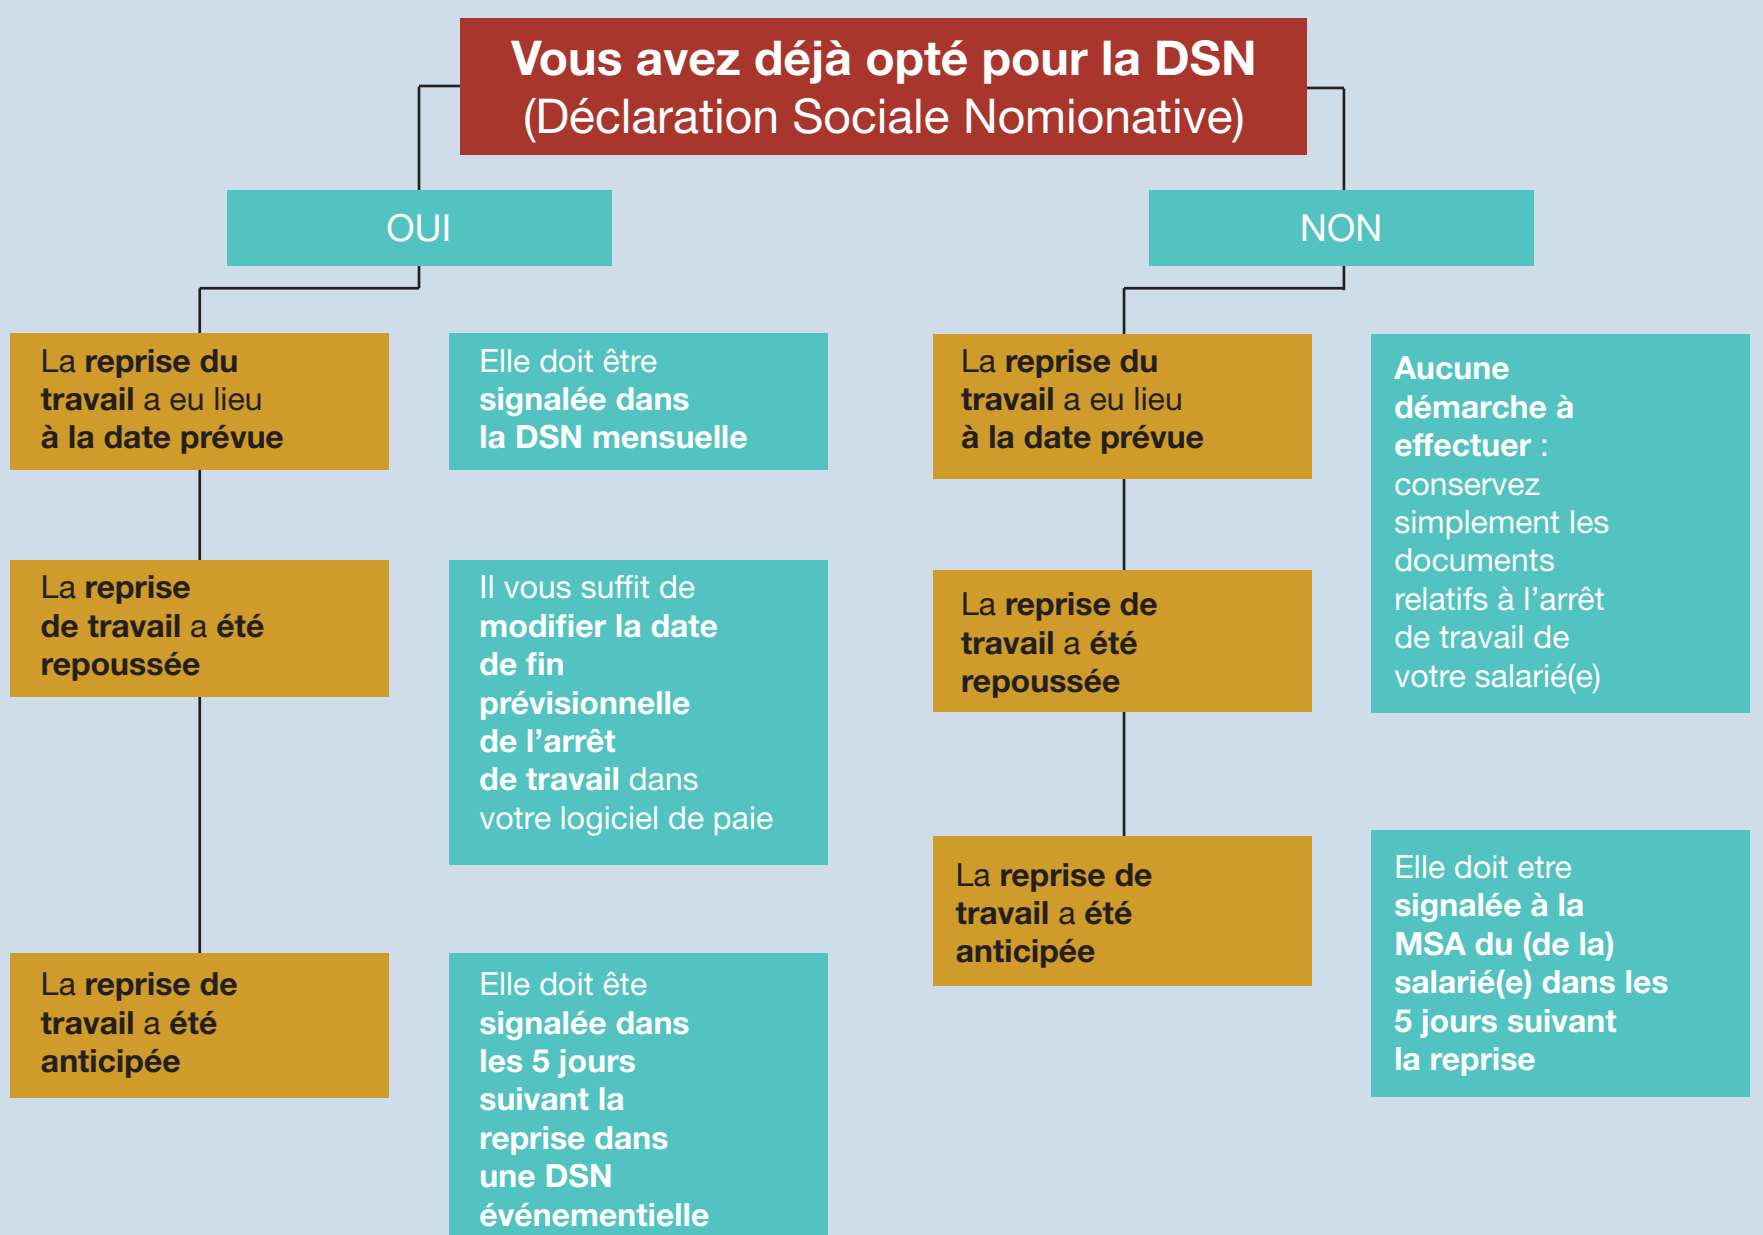 Vous avez déjà opté pour la DSN
(Déclaration Sociale Nomionative)
OUI
La reprise du
travail a eu lieu
à la date prévue
Elle doit être
signalée dans
la DSN mensuelle
La reprise
de travail a été
repoussée
Il vous suffit de
modifier la date
de fin
prévisionnelle
de l'arrêt
de travail dans
votre logiciel de paie
La reprise de
travail a été
anticipée
Elle doit ête
signalée dans
les 5 jours
suivant la
reprise dans
une DSN
événementielle
NON
La reprise du
travail a eu lieu
à la date prévue
La reprise de
travail a été
repoussée
Aucune
démarche à
effectuer :
conservez
simplement les
documents
relatifs à l'arrêt
de travail de
votre salarié(e)
La reprise de
travail a été
anticipée
Elle doit etre
signalée à la
MSA du (de la)
salarié(e) dans les
5 jours suivant
la reprise